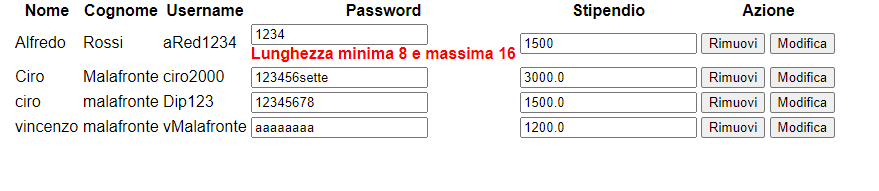 Nome Cognome Username Password Stipendio Azione
Alfredo Rossi aRed1234 1234 1500 Rimuovi Modifica
Lunghezza minima 8 e massima 16
Ciro Malafronte ciro2000 123456sette 3000.0 Rimuovi Modifica
ciro malafronte Dip123 12345678 1500.0 Rimuovi Modifica
vincenzo malafronte vMalafronte aaaaaaaa 1200.0 Rimuovi Modifica